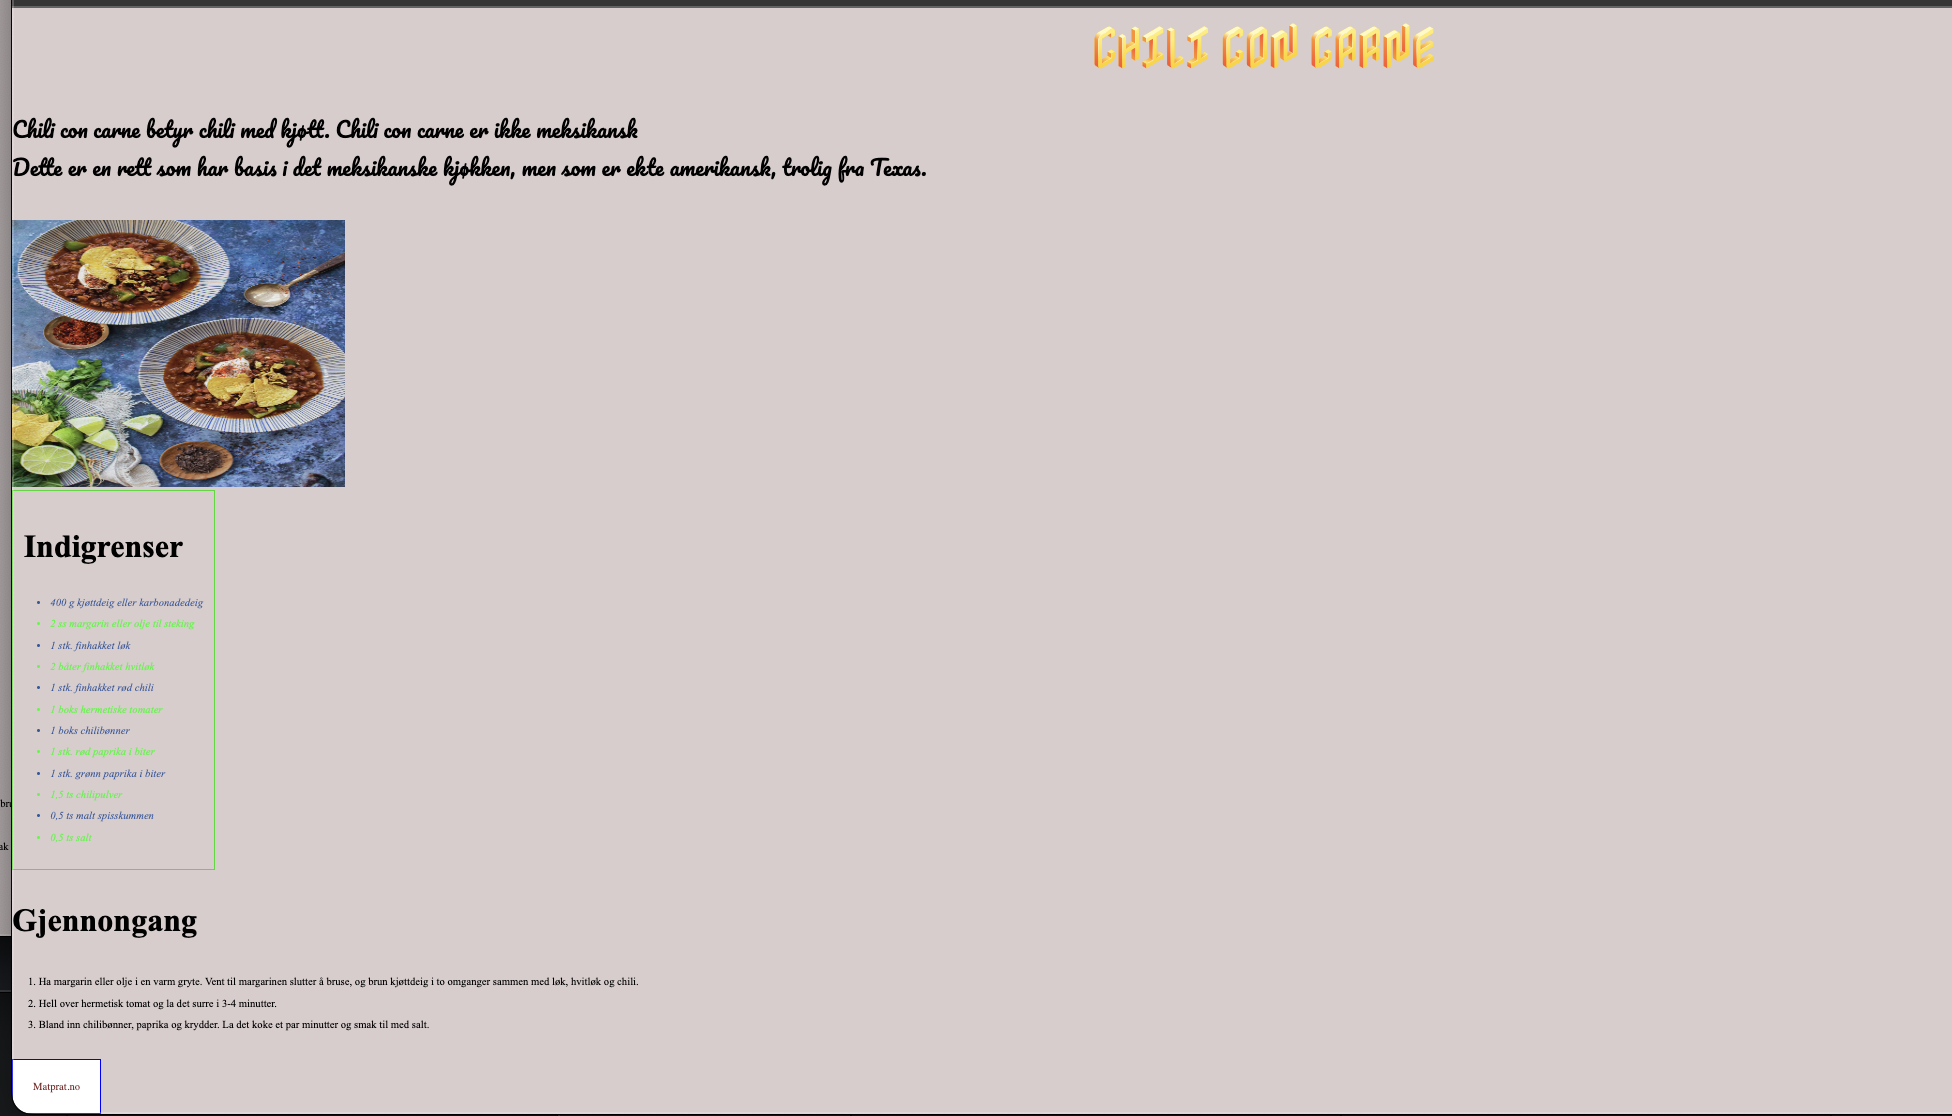 CHILI CON CARNE
Chili con carne betyr chili med kjøtt. Chili con carne er ikke meksikansk
Dette er en rett som har basis i det meksikanske kjøkken, men som er ekte amerikansk, trolig fra Texas.
Indigrenser
400 g kjøttdeig eller karbonadedeig
2 ss margarin eller olje til steking
1 stk. finhakket løk
2 båter finhakket hvitløk
1 stk. finhakket rød chili
1 boks hermetiske tomater
1 boks chilibønner
1 stk. rød paprika i biter
1 stk. grønn paprika i biter
1,5 ts chilipulver
0,5 ts malt spisskummen
0,5 ts salt
Gjennongang
1. Ha margarin eller olje i en varm gryte. Vent til margarinen slutter å bruse, og brun kjøttdeig i to omganger sammen med løk, hvitløk og chili.
2. Hell over hermetisk tomat og la det surre i 3-4 minutter.
3. Bland inn chilibønner, paprika og krydder. La det koke et par minutter og smak til med salt.
Matprat.no